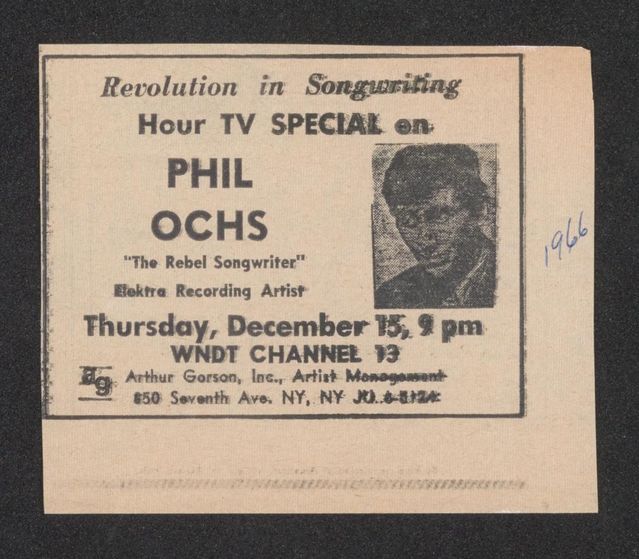 Revolution in Songwriting
Hour TV SPECIAL on
PHIL
OCHS
"The Rebel Songwriter"
Elektra Recording Artist
Thursday, December 15, 9 pm
WNDT CHANNEL 13
ag Arthur Gorson, Inc., Artist Management
850 Seventh Ave. NY, NY
1966